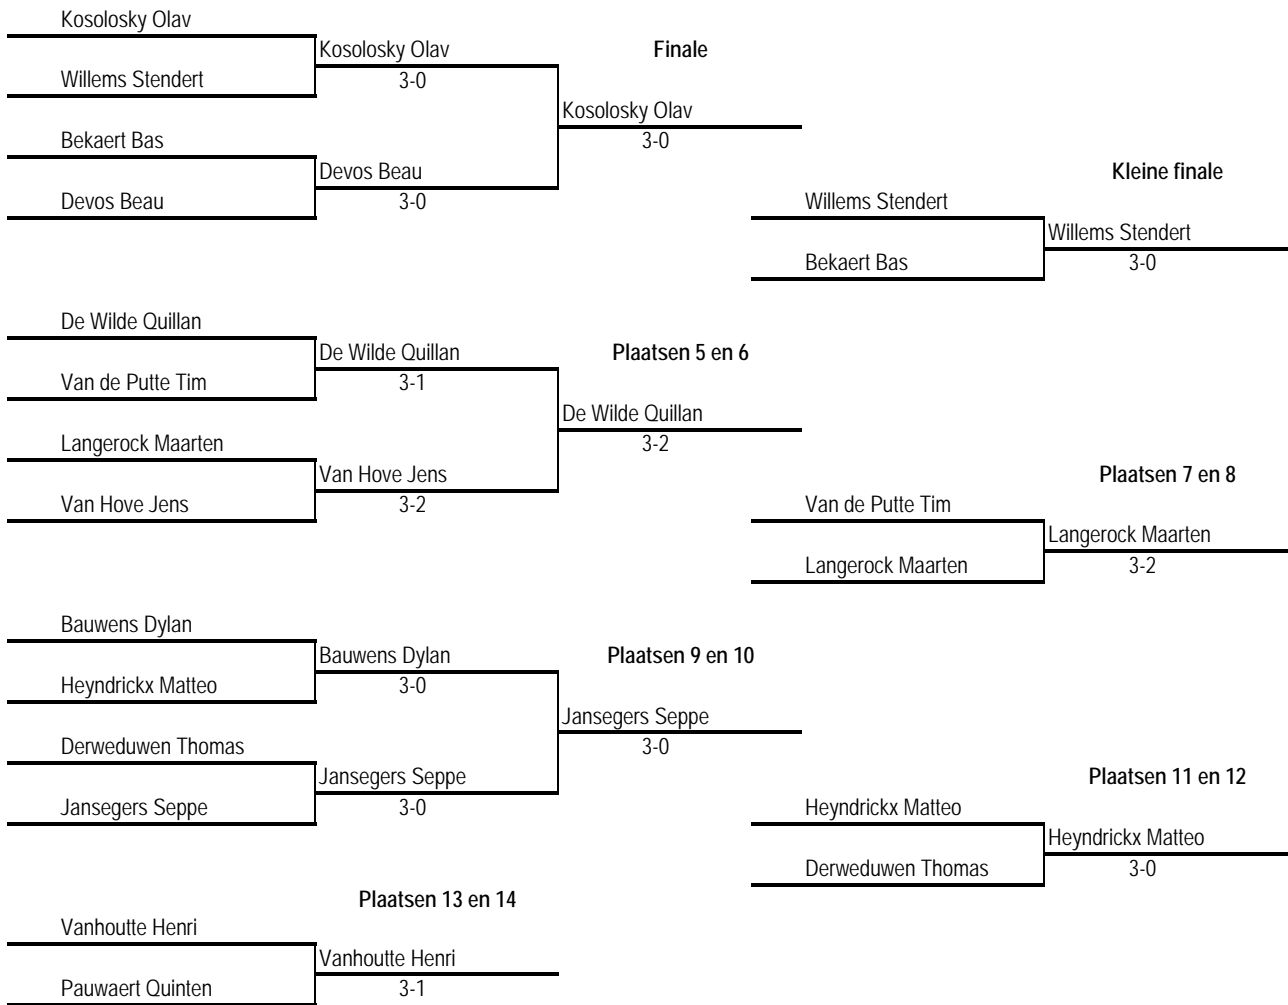 Kosolosky Olav
Kosolosky Olav
Finale
Willems Stendert
3-0
Kosolosky Olav
Bekaert Bas
3-0
Devos Beau
Kleine finale
Devos Beau
3-0
Willems Stendert
Willems Stendert
Bekaert Bas
3-0
De Wilde Quillan
De Wilde Quillan
Plaatsen 5 en 6
Van de Putte Tim
3-1
De Wilde Quillan
Langerock Maarten
3-2
Van Hove Jens
Plaatsen 7 en 8
Van Hove Jens
3-2
Van de Putte Tim
Langerock Maarten
Langerock Maarten
3-2
Bauwens Dylan
Bauwens Dylan
Plaatsen 9 en 10
Heyndrickx Matteo
3-0
Jansegers Seppe
Derweduwen Thomas
3-0
Jansegers Seppe
Plaatsen 11 en 12
Jansegers Seppe
3-0
Heyndrickx Matteo
Heyndrickx Matteo
Derweduwen Thomas
3-0
Plaatsen 13 en 14
Vanhoutte Henri
Vanhoutte Henri
Pauwaert Quinten
3-1